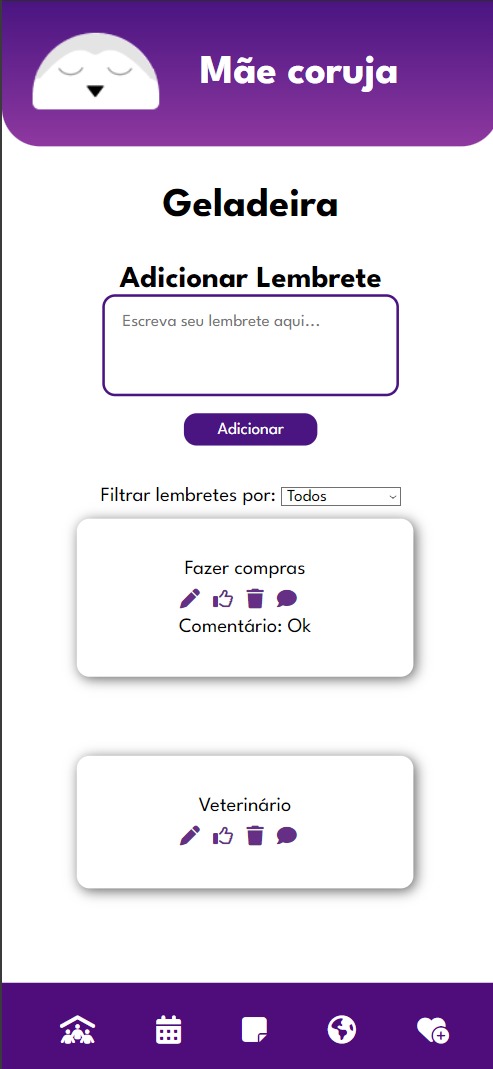 Mãe coruja
Geladeira
Adicionar Lembrete
Escreva seu lembrete aqui...
Adicionar
Filtrar lembretes por: Todos
Fazer compras
Comentário: Ok
Veterinário